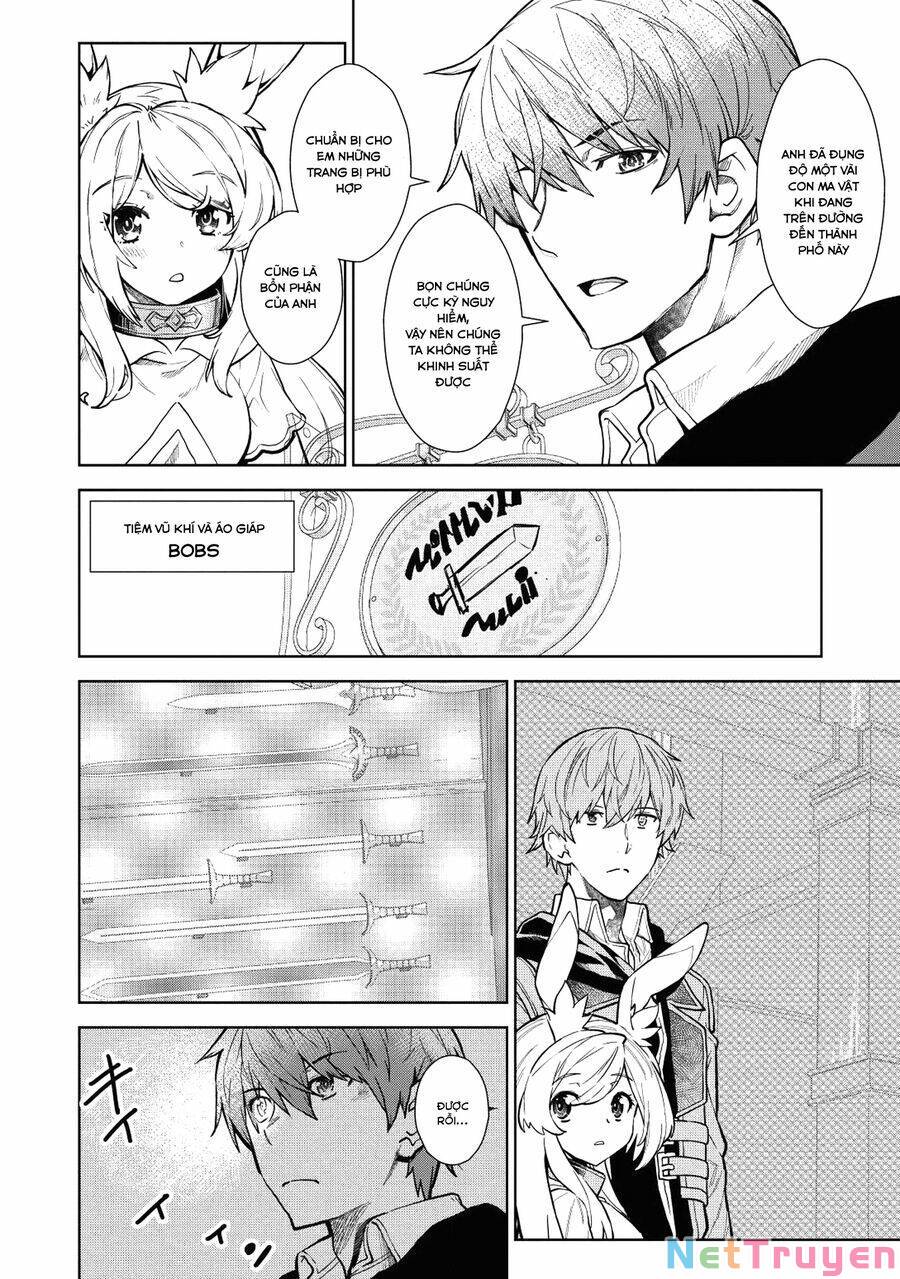 ANH ĐÃ ĐỤNG
ĐỘ MỘT VÀI
CON MA VẬT
KHI ĐANG
TRÊN ĐƯỜNG
ĐẾN THÀNH
PHỐ NÀY
BỌN CHÚNG
CỰC KỲ NGUY
HIỂM,
VẬY NÊN CHÚNG
TA KHÔNG THỂ
KHINH SUẤT
ĐƯỢC
CHUẨN BỊ CHO
EM NHỮNG
TRANG BỊ PHÙ
HỢP
CŨNG LÀ
BỔN PHẬN
CỦA ANH
TIỆM VŨ KHÍ VÀ ÁO GIÁP
BOBS
ĐƯỢC
RỒI...
キィィィン
NetTruyen